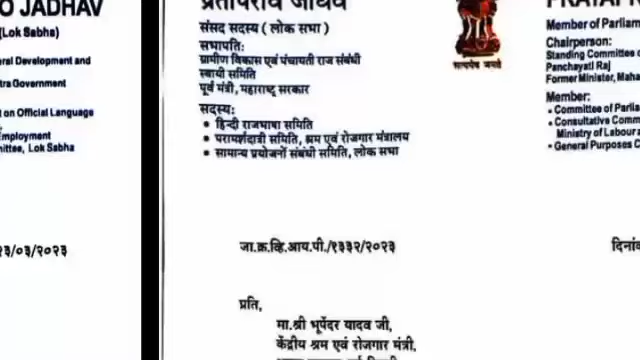 O JADHAV
(Lok Sabha)
Development and
Government
on Official Language
Employment
Lok Sabha
/०३/२०२३
प्रतापराव जाधव
संसद सदस्य ( लोक सभा )
सभापति:
ग्रामीण विकास एवं पंचायती राज संबंधी
स्थायी समिति
पूर्व मंत्री, महाराष्ट्र सरकार
सदस्य:
• हिन्दी राजभाषा समिति
• परामर्शदात्री समिति, श्रम एवं रोजगार मंत्रालय
• सामान्य प्रयोजनों संबंधी समिति, लोक सभा
जा.क्र.व्हि.आय.पी./१३३२/२०२३
प्रति,
मा.श्री भूपेंदर यादव जी,
केंद्रीय श्रम एवं रोजगार मंत्री,
सत्यमेव जयते
Member of Parliam
Chairperson:
Standing Committee
Panchayati Raj
Former Minister, Maha
Member:
• Committee of Parlia
• Consultative Comm
Ministry of Labour
• General Purposes C